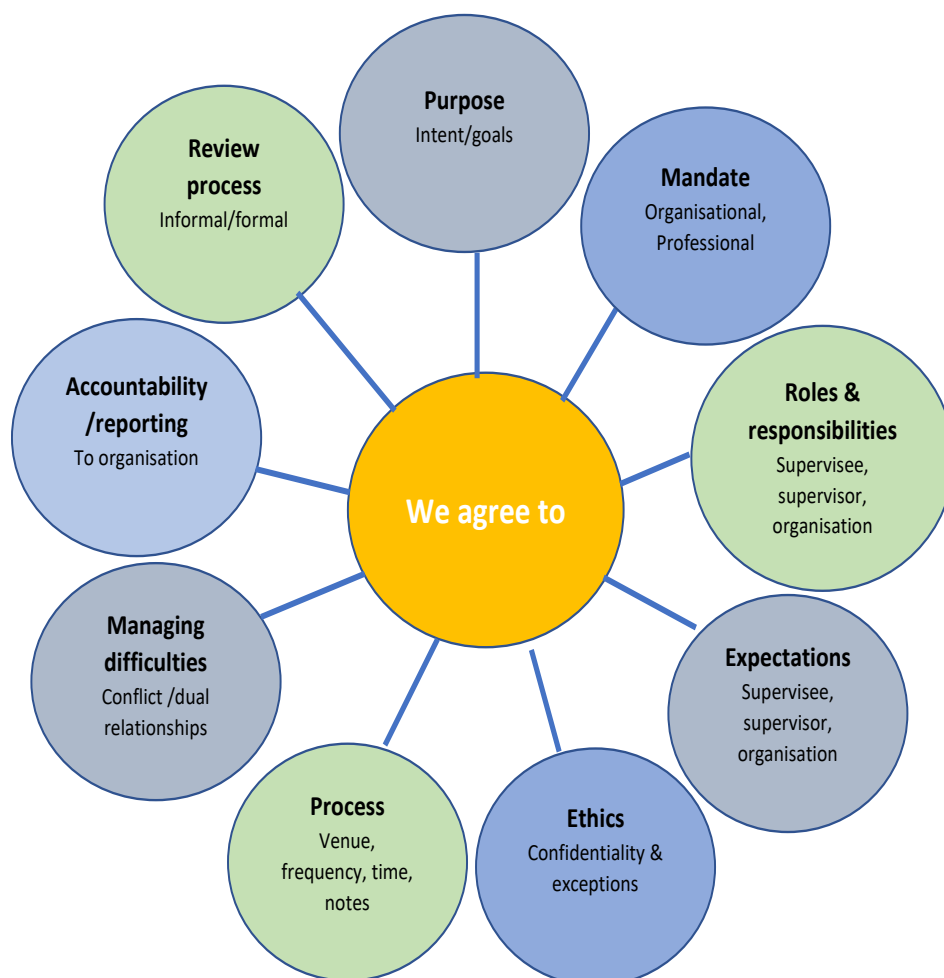 Purpose
Intent/goals
Mandate
Organisational,
Professional
Roles &
responsibilities
Supervisee,
supervisor,
organisation
Expectations
Supervisee,
supervisor,
organisation
Ethics
Confidentiality &
exceptions
Process
Venue,
frequency, time,
notes
Managing
difficulties
Conflict /dual
relationships
Accountability
/reporting
To organisation
Review
process
Informal/formal
We agree to